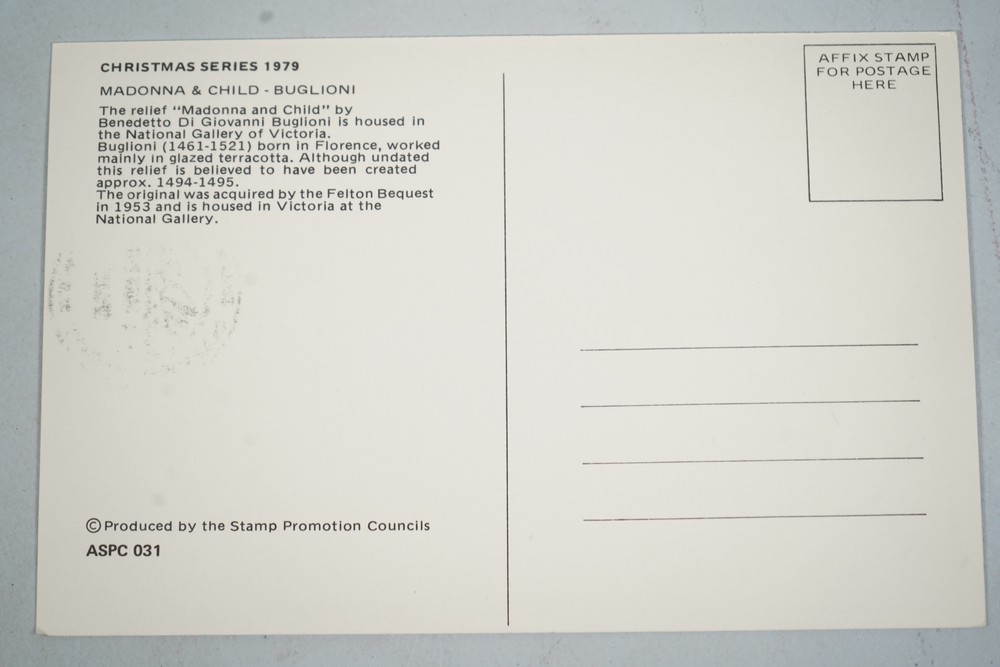 CHRISTMAS SERIES 1979
MADONNA & CHILD - BUGLIONI
The relief "Madonna and Child" by
Benedetto Di Giovanni Buglioni is housed in
the National Gallery of Victoria.
Buglioni (1461-1521) born in Florence, worked
mainly in glazed terracotta. Although undated
this relief is believed to have been created
approx. 1494-1495.
The original was acquired by the Felton Bequest
in 1953 and is housed in Victoria at the
National Gallery.
© Produced by the Stamp Promotion Councils
ASPC 031
AFFIX STAMP
FOR POSTAGE
HERE